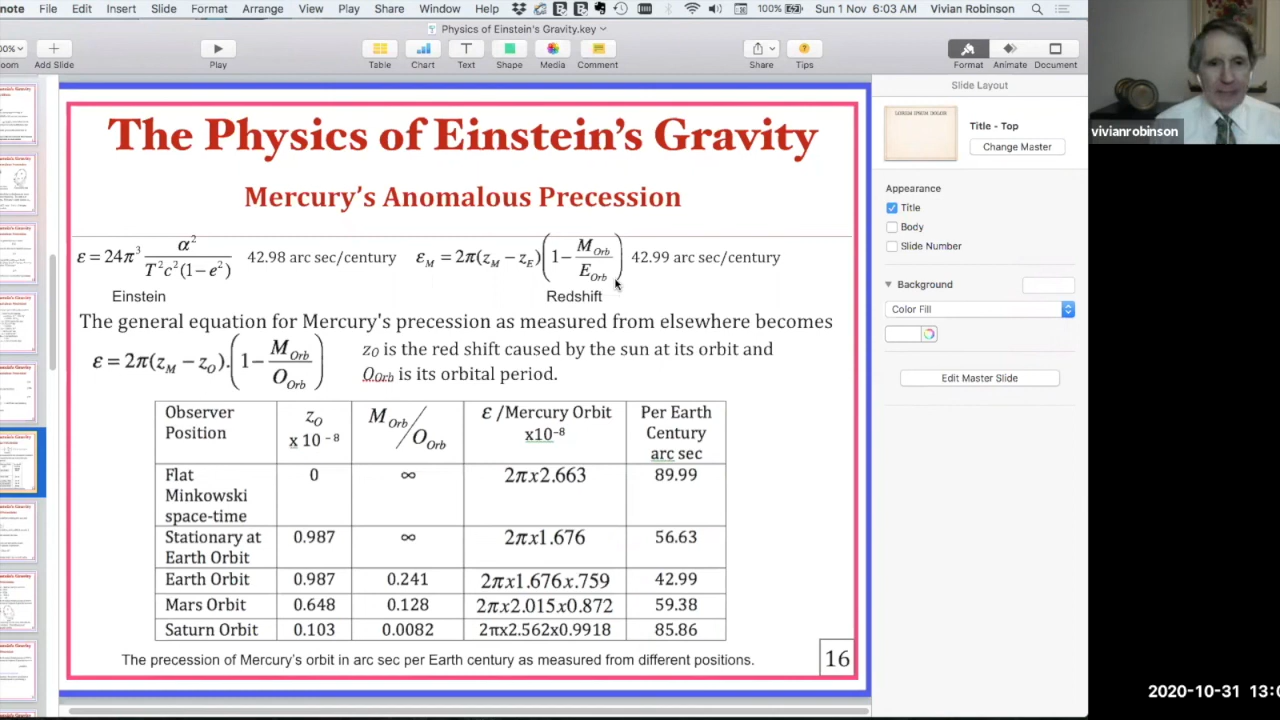 note File Edit Insert Slide Format Arrange View Play Share Window Help 100% Sun 1 Nov 6:03 AM Vivian Robinson
Physics of Einstein's Gravity.key
00%
oom Add Slide Play Table Chart Text Shape Media Comment Share Tips Format Animate Document
Slide Layout
Title - Top
Change Master
Appearance
Title
Body
Slide Number
Background
Color Fill
Edit Master Slide
vivianrobinson
2020-10-31 13:0
The Physics of Einstein's Gravity
Mercury's Anomalous Precession
ε = 24π³ α² / T²c²(1−e²) 42.98 arc sec/century ε_M = 2π(z_M − z_E)(1 − M_Orb / E_Orb) 42.99 arc sec/century
Einstein Redshift
The general equation for Mercury's precession as measured from elsewhere becomes
ε = 2π(z_M − z_O).(1 − M_Orb / O_Orb)
z_O is the red shift caused by the sun at its orbit and
O_Orb is its orbital period.
Observer Position z_O x 10 ⁻⁸ M_Orb / O_Orb ε /Mercury Orbit x10⁻⁸ Per Earth Century arc sec
Flat Minkowski space-time 0 ∞ 2πx2.663 89.99
Stationary at Earth Orbit 0.987 ∞ 2πx1.676 56.63
Earth Orbit 0.987 0.241 2πx1.676x.759 42.99
Mars Orbit 0.648 0.128 2πx2.015x0.872 59.38
Saturn Orbit 0.103 0.0082 2πx2.562x0.9918 85.86
The precession of Mercury's orbit in arc sec per Earh century as measured from different positions.
16